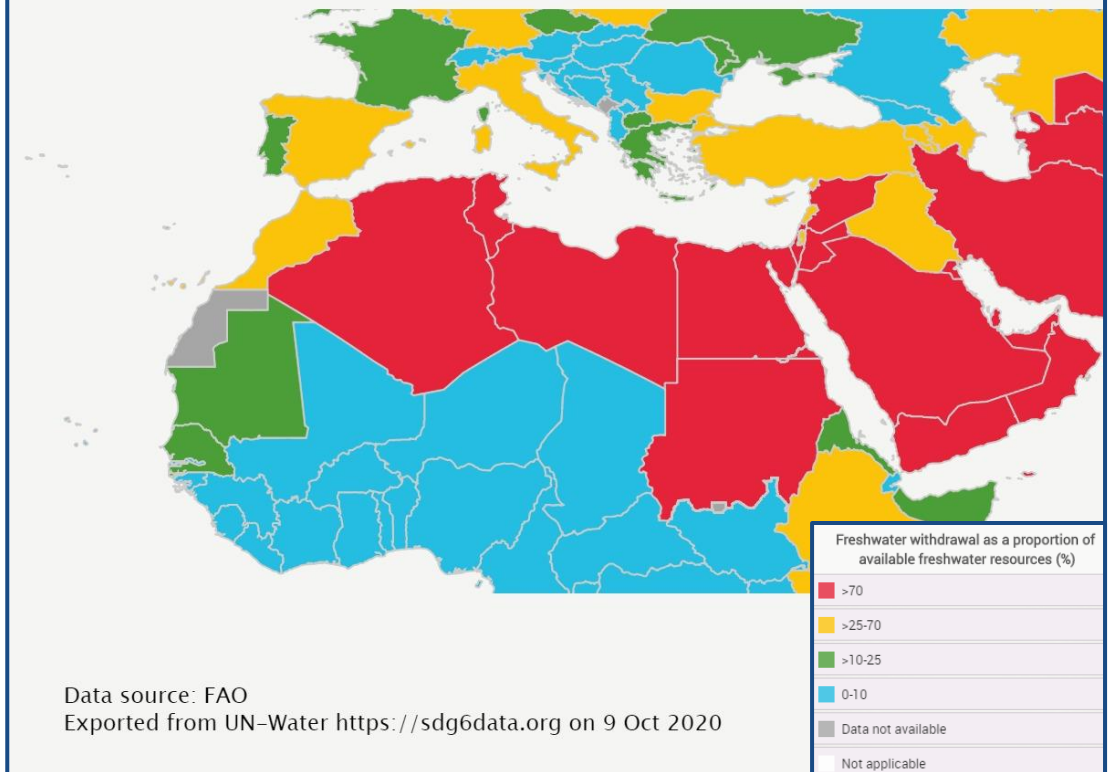 Freshwater withdrawal as a proportion of
available freshwater resources (%)
>70
>25-70
>10-25
0-10
Data not available
Not applicable
Data source: FAO
Exported from UN-Water https://sdg6data.org on 9 Oct 2020